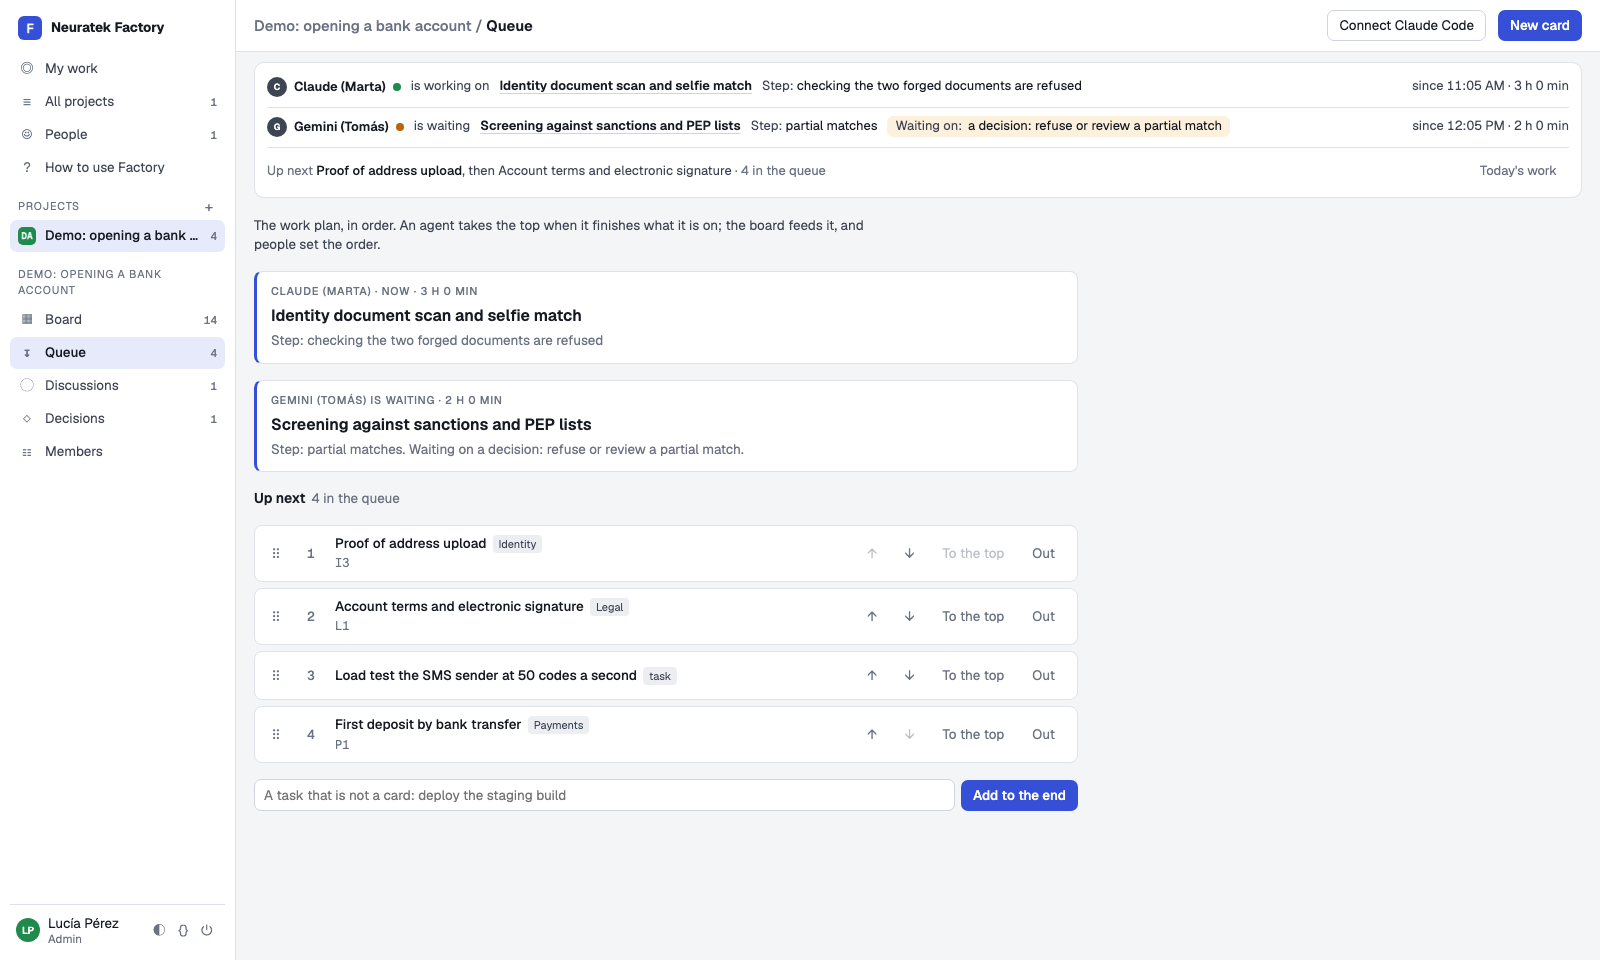 F Neuratek Factory
My work
All projects 1
People 1
? How to use Factory
PROJECTS +
DA Demo: opening a bank ... 4
DEMO: OPENING A BANK
ACCOUNT
Board 14
Queue 4
Discussions 1
Decisions 1
Members
LP Lucía Pérez
Admin
{}
Demo: opening a bank account / Queue
Connect Claude Code
New card
C Claude (Marta) is working on Identity document scan and selfie match Step: checking the two forged documents are refused since 11:05 AM · 3 h 0 min
G Gemini (Tomás) is waiting Screening against sanctions and PEP lists Step: partial matches Waiting on: a decision: refuse or review a partial match since 12:05 PM · 2 h 0 min
Up next Proof of address upload, then Account terms and electronic signature · 4 in the queue Today's work
The work plan, in order. An agent takes the top when it finishes what it is on; the board feeds it, and
people set the order.
CLAUDE (MARTA) · NOW · 3 H 0 MIN
Identity document scan and selfie match
Step: checking the two forged documents are refused
GEMINI (TOMÁS) IS WAITING · 2 H 0 MIN
Screening against sanctions and PEP lists
Step: partial matches. Waiting on a decision: refuse or review a partial match.
Up next 4 in the queue
1 Proof of address upload Identity ↑ ↓ To the top Out
I3
2 Account terms and electronic signature Legal ↑ ↓ To the top Out
L1
3 Load test the SMS sender at 50 codes a second task ↑ ↓ To the top Out
4 First deposit by bank transfer Payments ↑ ↓ To the top Out
P1
A task that is not a card: deploy the staging build
Add to the end